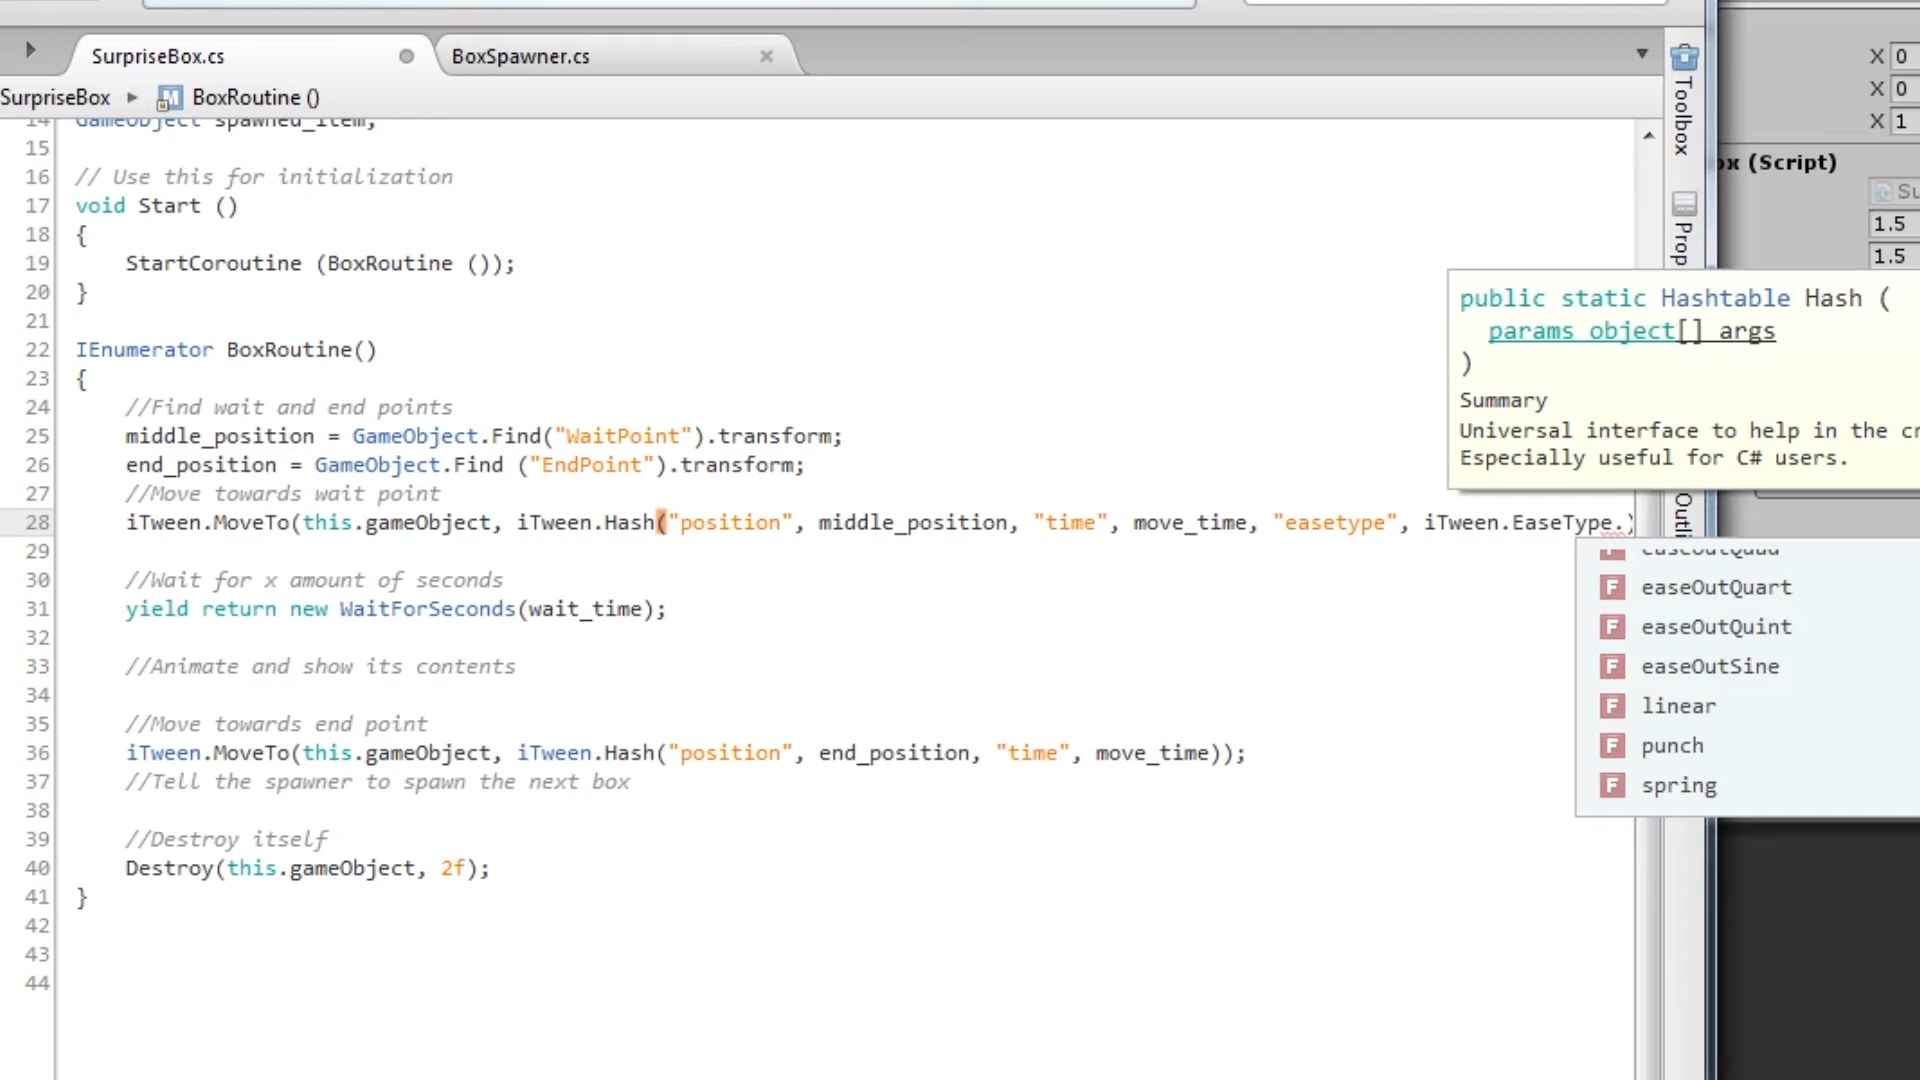 SurpriseBox.cs
BoxSpawner.cs
X 0
SurpriseBox
BoxRoutine ()
X 0
X 1
14 GameObject spawned_item;
15
16 // Use this for initialization
17 void Start ()
18 {
19 StartCoroutine (BoxRoutine ());
20 }
21
22 IEnumerator BoxRoutine()
23 {
24 //Find wait and end points
25 middle_position = GameObject.Find("WaitPoint").transform;
26 end_position = GameObject.Find ("EndPoint").transform;
27 //Move towards wait point
28 iTween.MoveTo(this.gameObject, iTween.Hash("position", middle_position, "time", move_time, "easetype", iTween.EaseType.)
29
30 //Wait for x amount of seconds
31 yield return new WaitForSeconds(wait_time);
32
33 //Animate and show its contents
34
35 //Move towards end point
36 iTween.MoveTo(this.gameObject, iTween.Hash("position", end_position, "time", move_time));
37 //Tell the spawner to spawn the next box
38
39 //Destroy itself
40 Destroy(this.gameObject, 2f);
41 }
42
43
44
Toolbox
Prop
Outli
ox (Script)
Su
1.5
1.5
public static Hashtable Hash (
params object[] args
)
Summary
Universal interface to help in the cr
Especially useful for C# users.
easeOutQuad
F easeOutQuart
F easeOutQuint
F easeOutSine
F linear
F punch
F spring